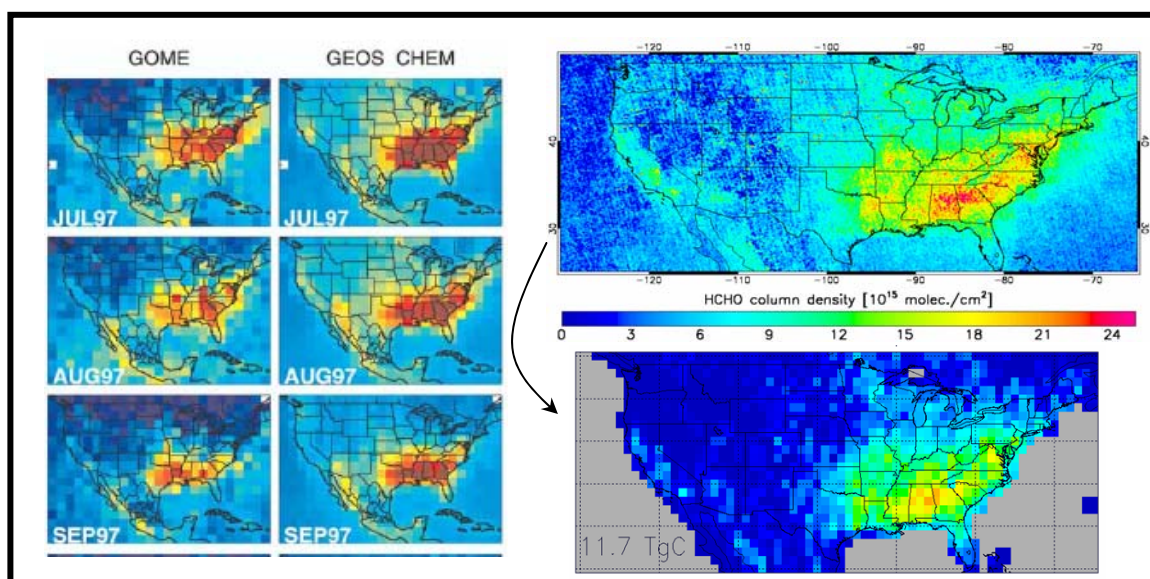 GOME
GEOS CHEM
JUL97
JUL97
AUG97
AUG97
SEP97
SEP97
−120 −110 −100 −90 −80 −70
40
40
30
30
−120 −110 −100 −90 −80 −70
HCHO column density [10¹⁵ molec./cm²]
0 3 6 9 12 15 18 21 24
11.7 TgC